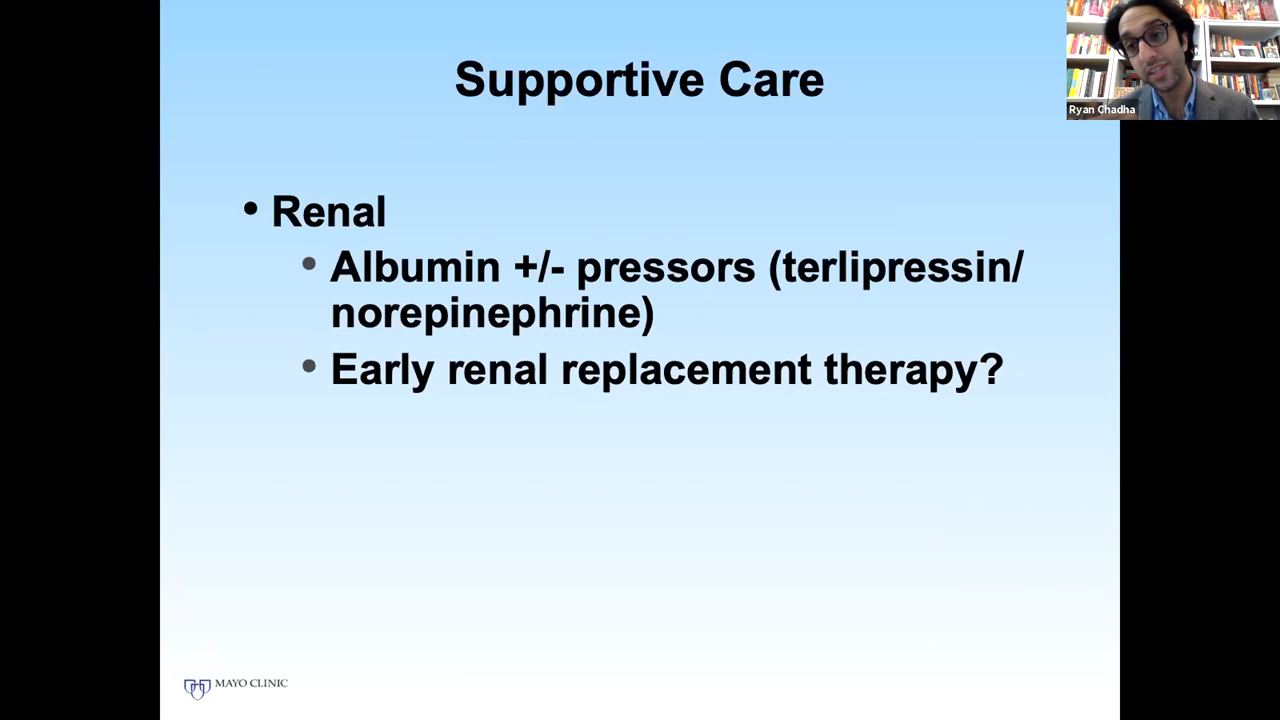 Supportive Care
Ryan Chadha
• Renal
• Albumin +/- pressors (terlipressin/
norepinephrine)
• Early renal replacement therapy?
MAYO CLINIC